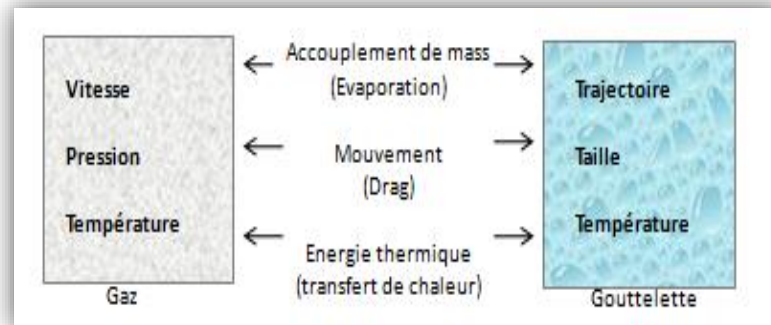 Vitesse
Pression
Température
Gaz
Accouplement de mass
(Evaporation)
Mouvement
(Drag)
Energie thermique
(transfert de chaleur)
Trajectoire
Taille
Température
Gouttelette